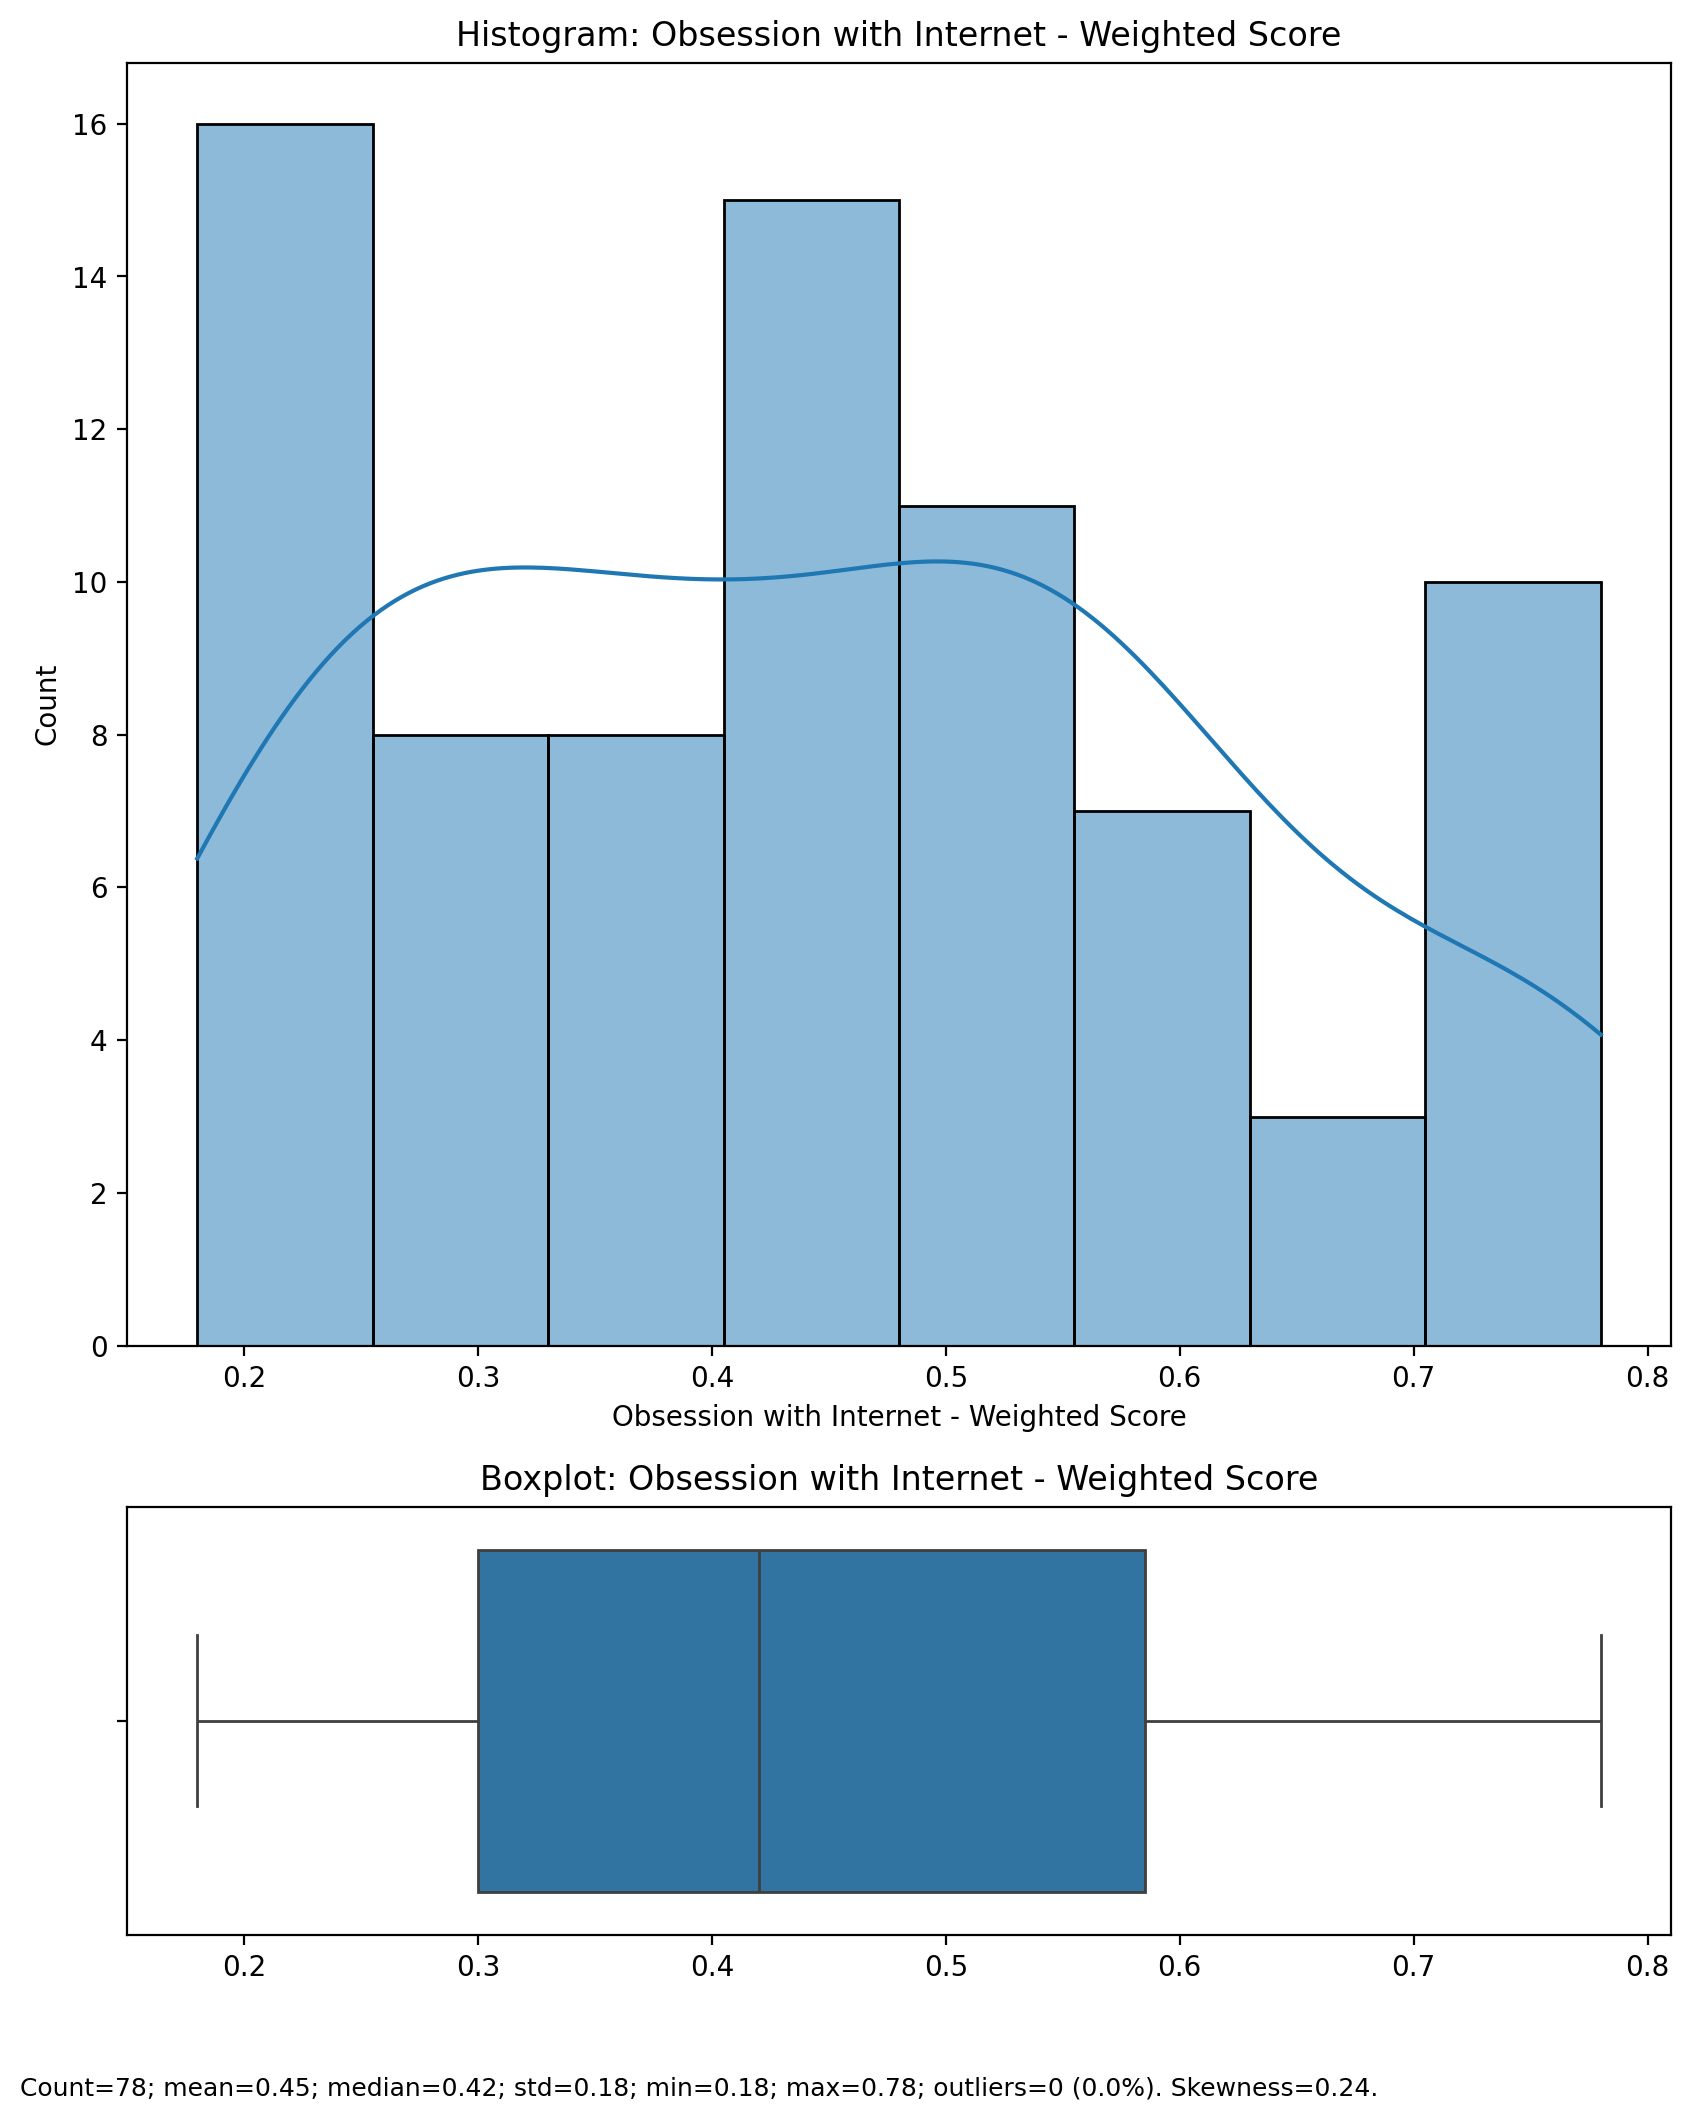 Histogram: Obsession with Internet - Weighted Score
16
14
12
10
8
6
4
2
0
Count
0.2 0.3 0.4 0.5 0.6 0.7 0.8
Obsession with Internet - Weighted Score
Boxplot: Obsession with Internet - Weighted Score
0.2 0.3 0.4 0.5 0.6 0.7 0.8
Count=78; mean=0.45; median=0.42; std=0.18; min=0.18; max=0.78; outliers=0 (0.0%). Skewness=0.24.